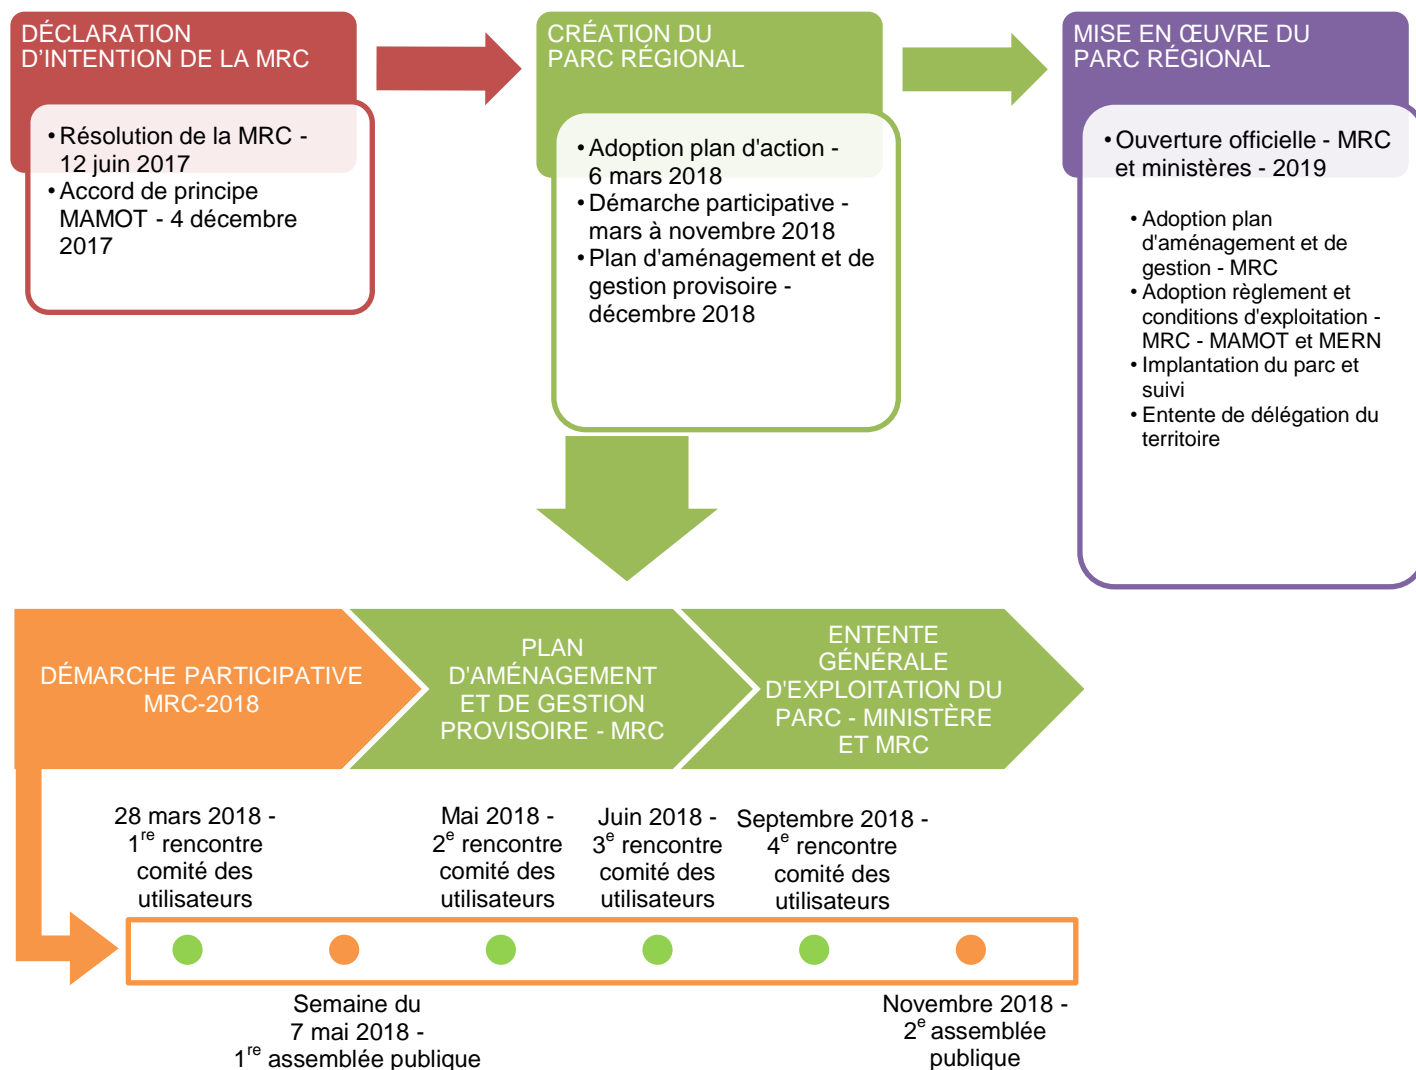 DÉCLARATION
D'INTENTION DE LA MRC
• Résolution de la MRC -
12 juin 2017
• Accord de principe
MAMOT - 4 décembre
2017
CRÉATION DU
PARC RÉGIONAL
• Adoption plan d'action -
6 mars 2018
• Démarche participative -
mars à novembre 2018
• Plan d'aménagement et de
gestion provisoire -
décembre 2018
MISE EN ŒUVRE DU
PARC RÉGIONAL
• Ouverture officielle - MRC
et ministères - 2019
• Adoption plan
d'aménagement et de
gestion - MRC
• Adoption règlement et
conditions d'exploitation -
MRC - MAMOT et MERN
• Implantation du parc et
suivi
• Entente de délégation du
territoire
DÉMARCHE PARTICIPATIVE
MRC-2018
PLAN
D'AMÉNAGEMENT
ET DE GESTION
PROVISOIRE - MRC
ENTENTE
GÉNÉRALE
D'EXPLOITATION DU
PARC - MINISTÈRE
ET MRC
28 mars 2018 -
1re rencontre
comité des
utilisateurs
Semaine du
7 mai 2018 -
1re assemblée publique
Mai 2018 -
2e rencontre
comité des
utilisateurs
Juin 2018 -
3e rencontre
comité des
utilisateurs
Septembre 2018 -
4e rencontre
comité des
utilisateurs
Novembre 2018 -
2e assemblée
publique